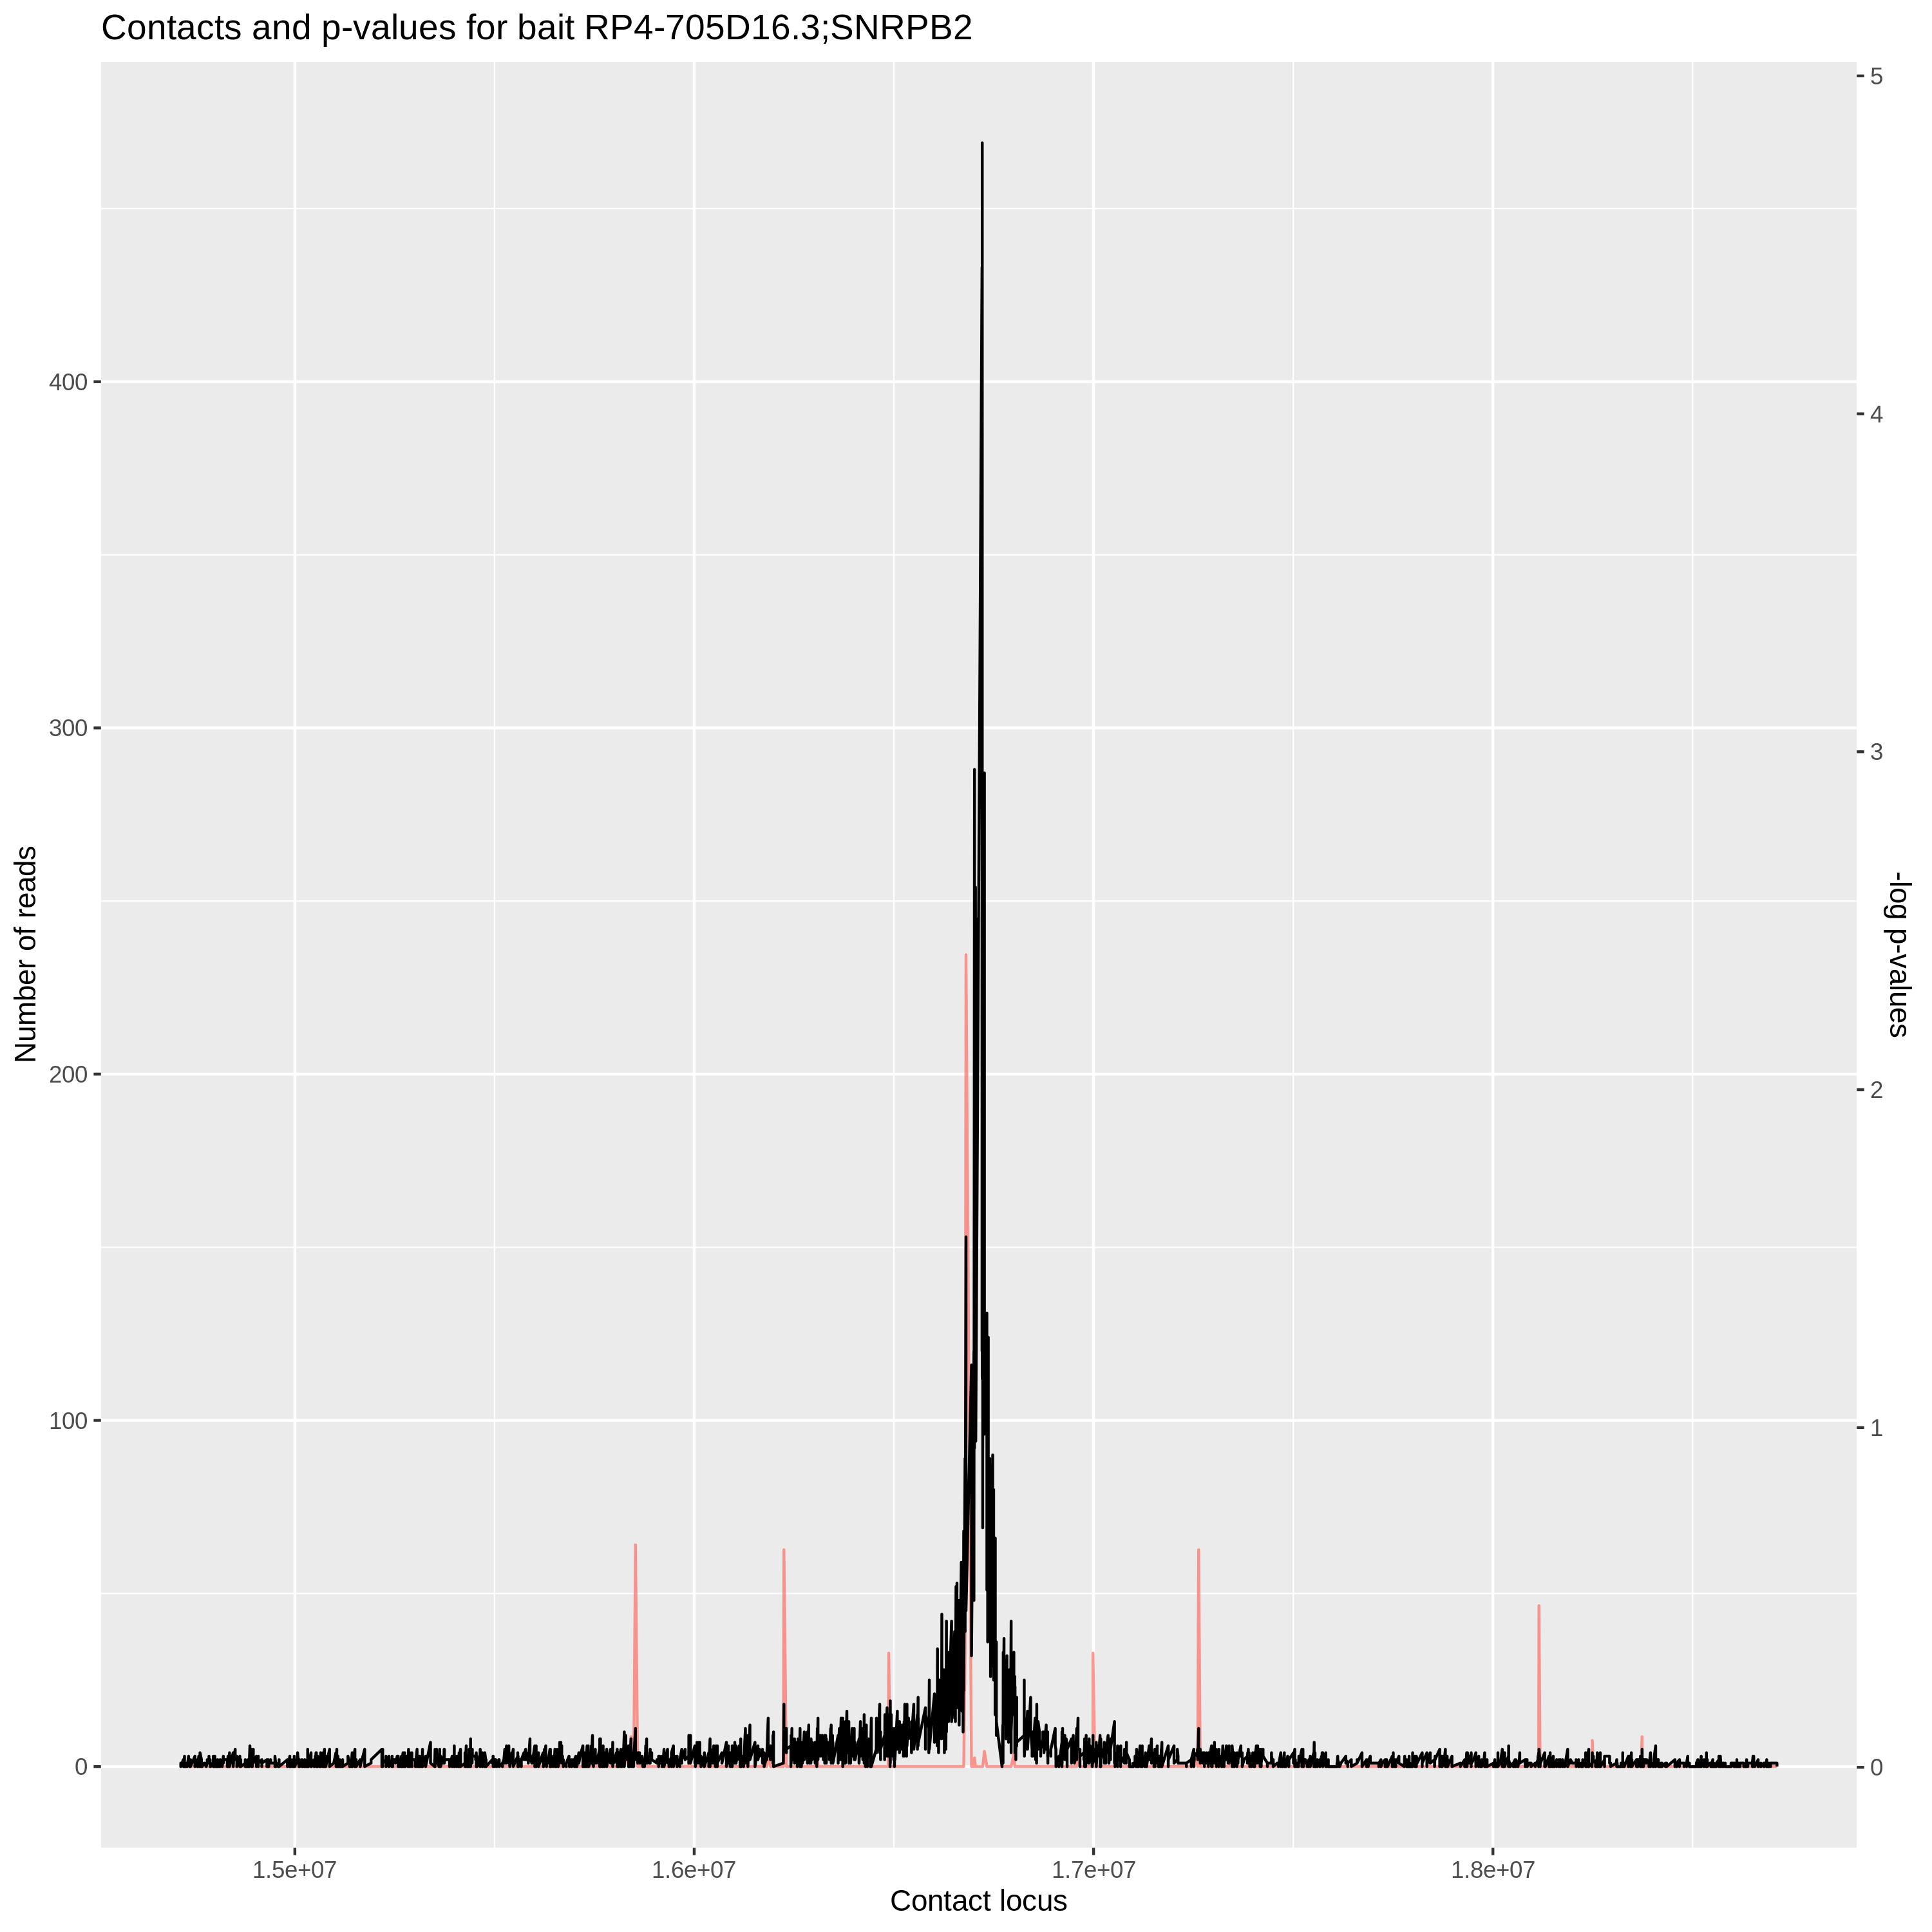 Contacts and p-values for bait RP4-705D16.3;SNRPB2
5
400
4
300
3
Number of reads
-log p-values
200
2
100
1
0
0
1.5e+07
1.6e+07
1.7e+07
1.8e+07
Contact locus